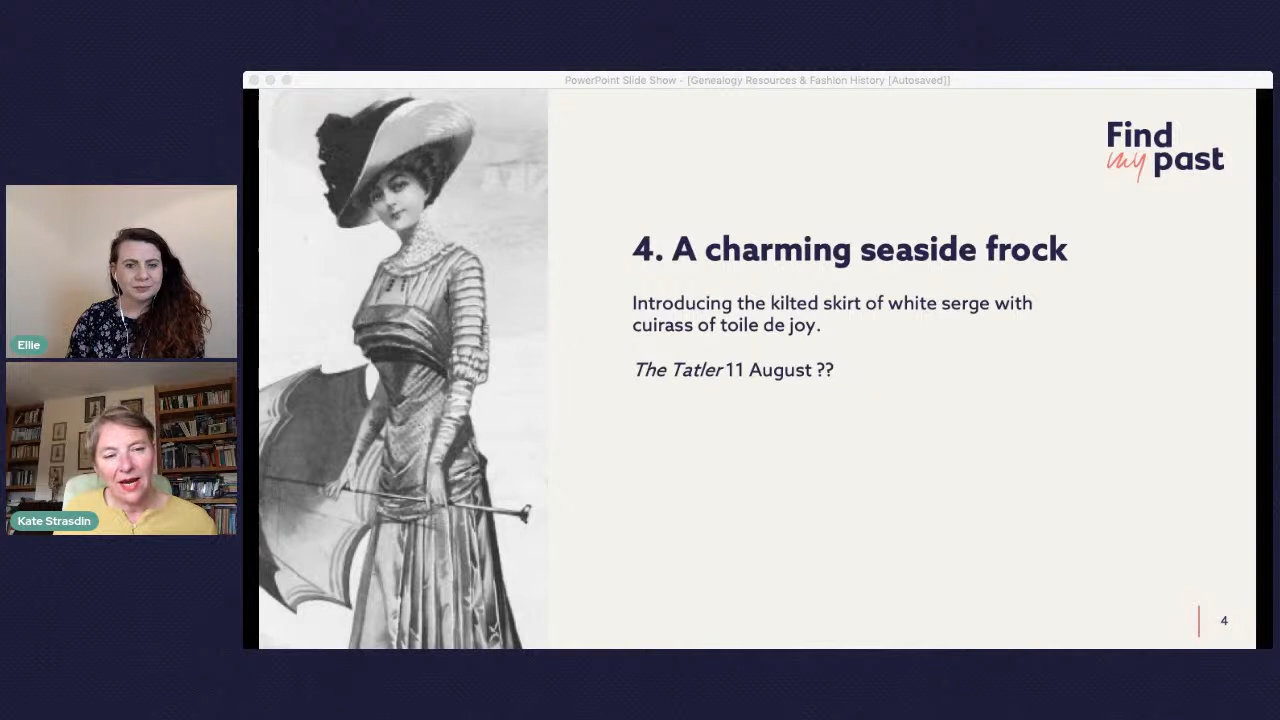 PowerPoint Slide Show - [Genealogy Resources & Fashion History [Autosaved]]
Find
my past
4. A charming seaside frock
Introducing the kilted skirt of white serge with
cuirass of toile de joy.
The Tatler 11 August ??
4
Ellie
Kate Strasdin